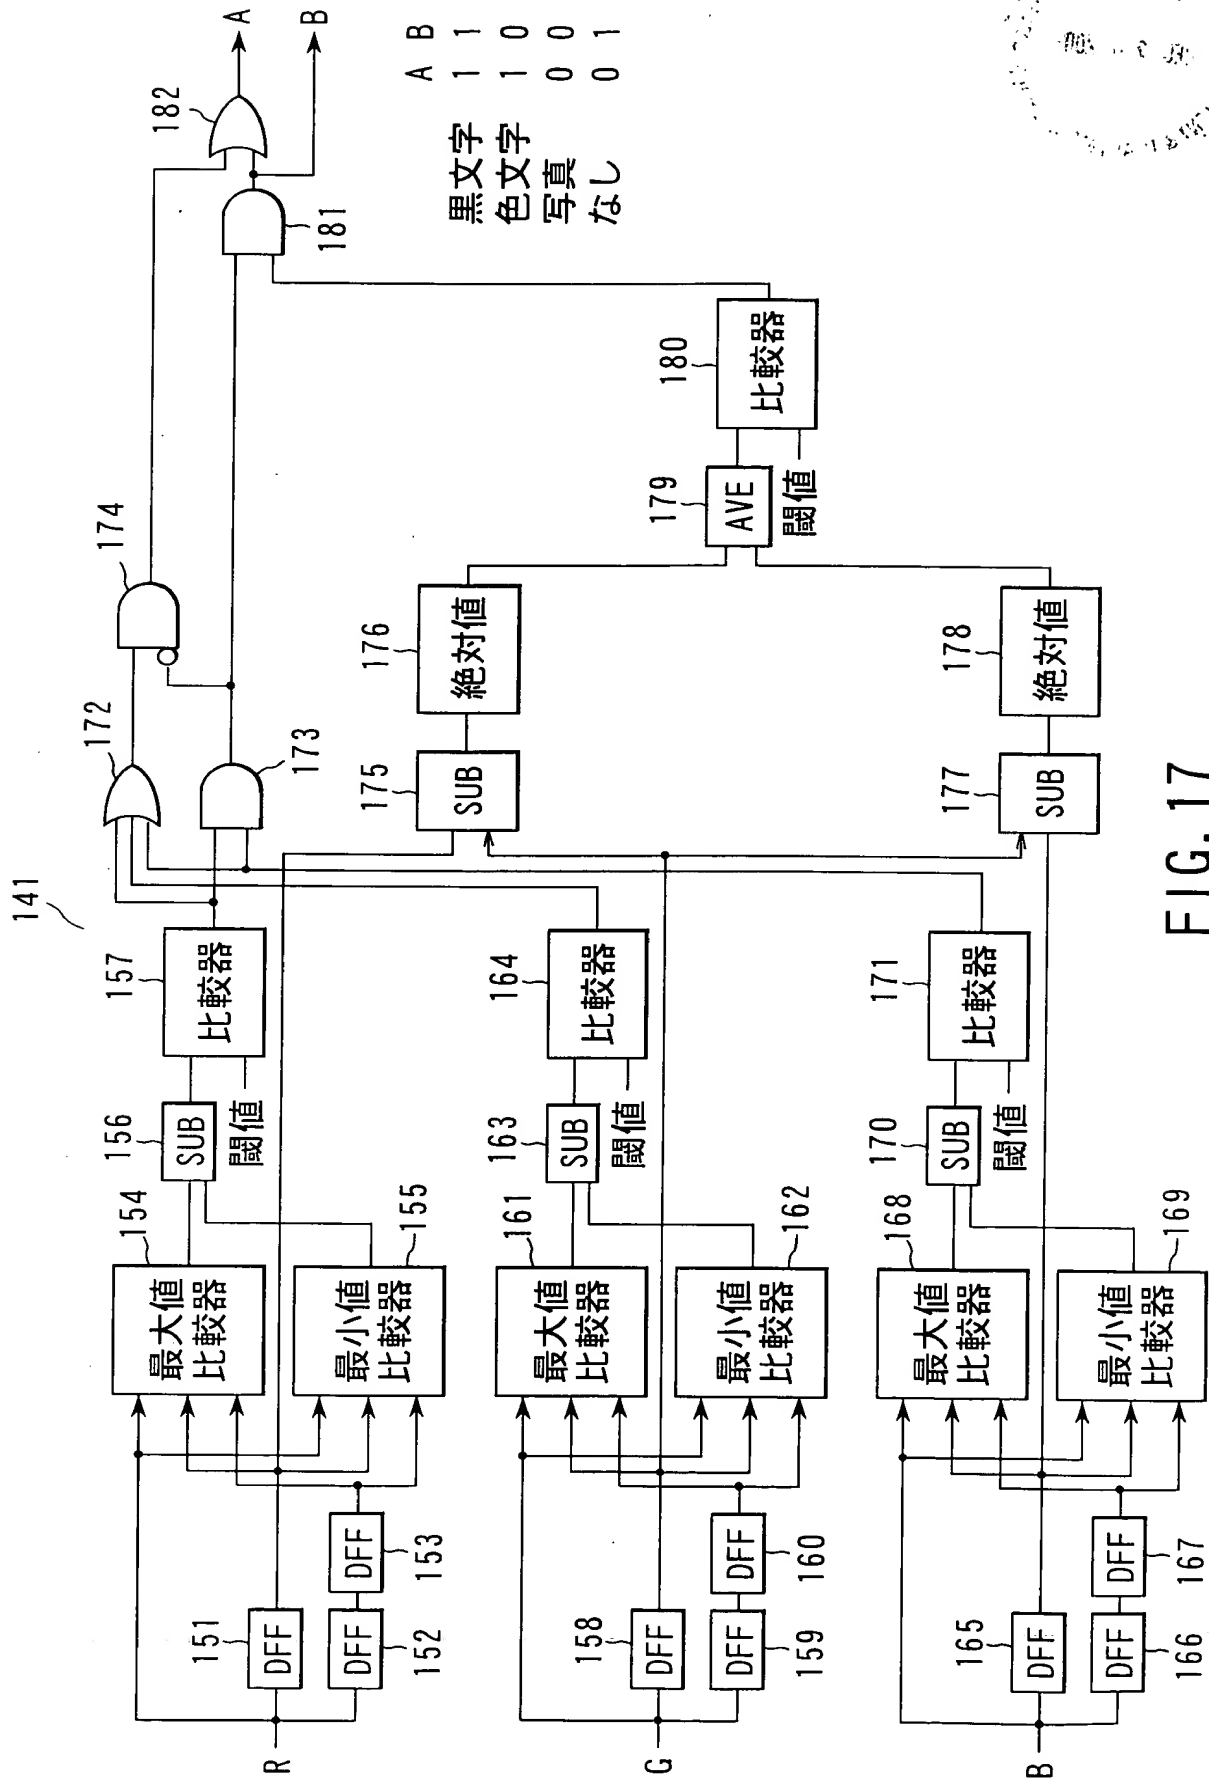 141
R
151
DFF
152
DFF
153
DFF
154
最大値
比較器
155
最小値
比較器
156
SUB
閾値
157
比較器
G
158
DFF
159
DFF
160
DFF
161
最大値
比較器
162
最小値
比較器
163
SUB
閾値
164
比較器
B
165
DFF
166
DFF
167
DFF
168
最大値
比較器
169
最小値
比較器
170
SUB
閾値
171
比較器
172
173
174
175
SUB
176
絶対値
177
SUB
178
絶対値
179
AVE
閾値
180
比較器
181
182
A
B
A B
黒文字 1 1
色文字 1 0
写真 0 0
なし 0 1
FIG. 17